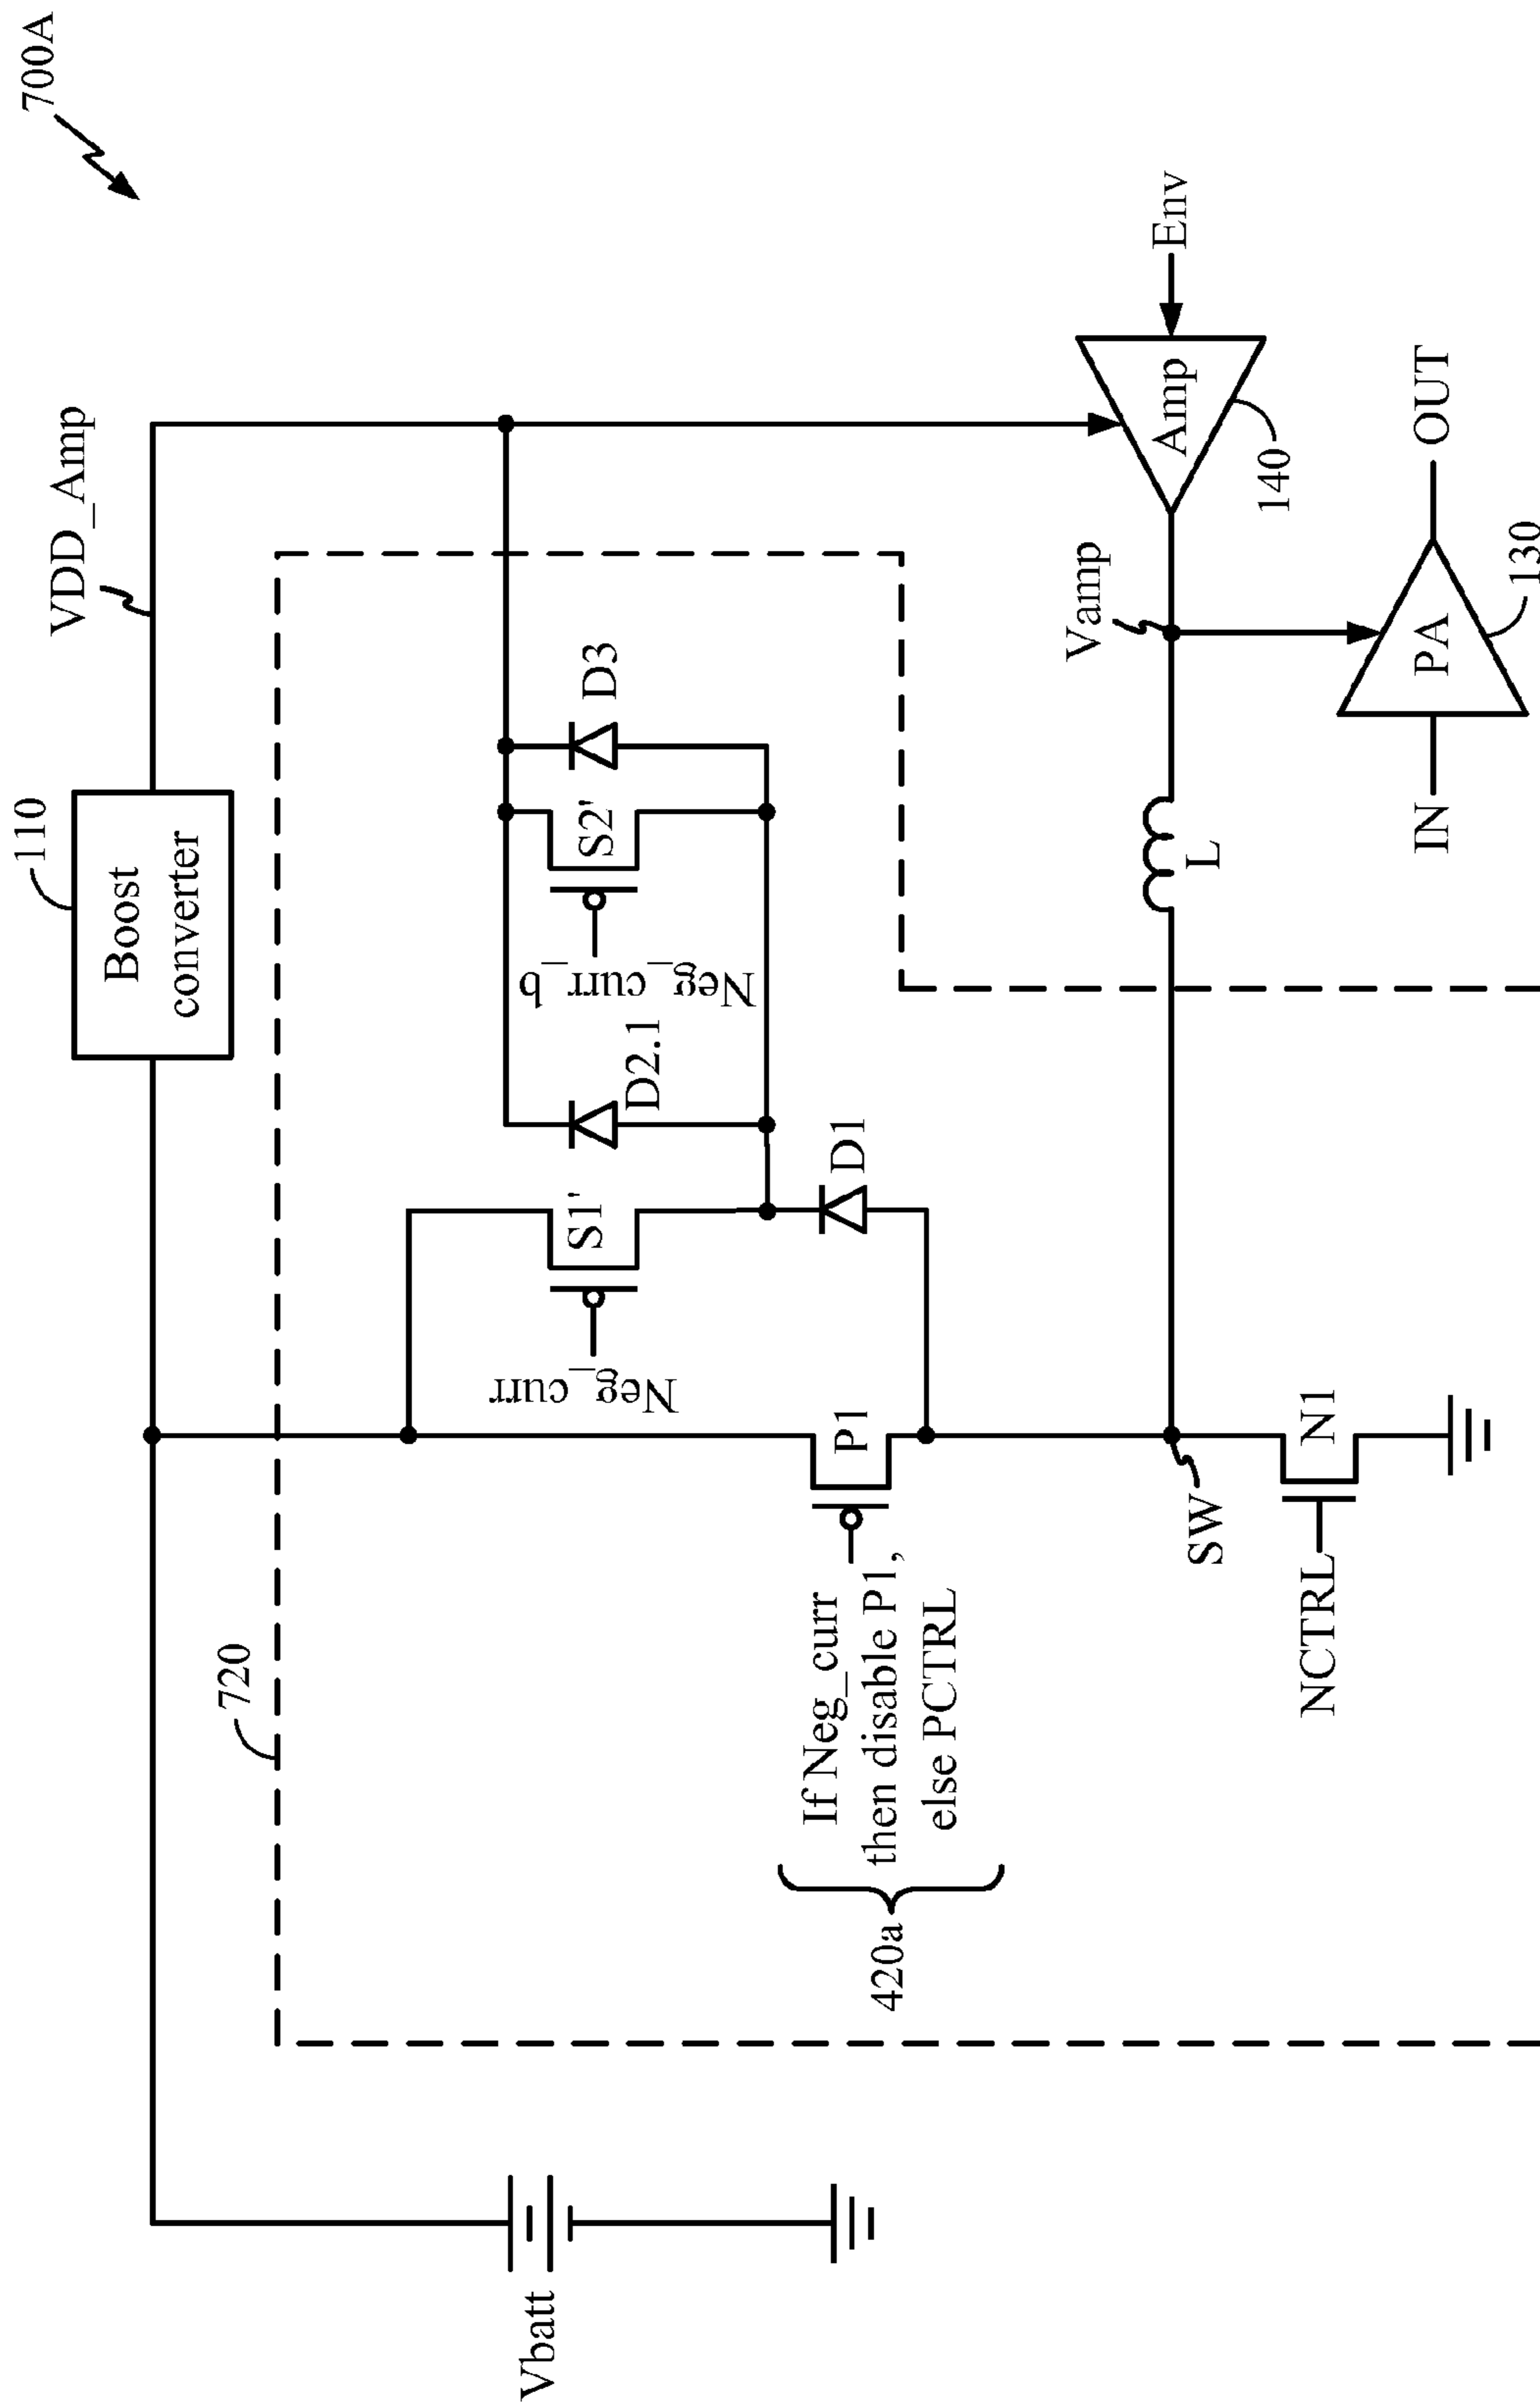 700A
VDD_Amp
110
Boost
converter
720
Neg_curr
S1'
D2.1
Neg_curr_b
S2'
D3
D1
If Neg_curr
then disable P1,
else PCTRL
420a
P1
Vbatt
SW
NCTRL
N1
L
Vamp
Amp
Env
140
IN
PA
OUT
130